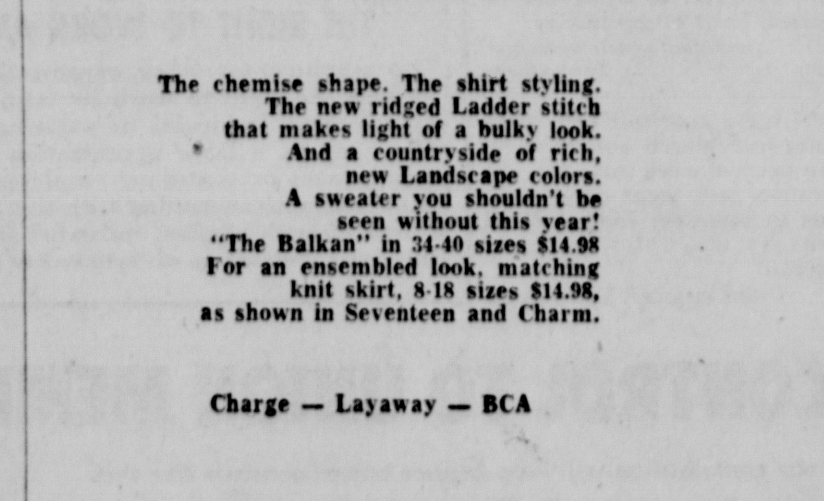 The chemise shape. The shirt styling.
The new ridged Ladder stitch
that makes light of a bulky look.
And a countryside of rich,
new Landscape colors.
A sweater you shouldn't be
seen without this year!
"The Balkan" in 34-40 sizes $14.98
For an ensembled look, matching
knit skirt, 8-18 sizes $14.98,
as shown in Seventeen and Charm.
Charge — Layaway — BCA